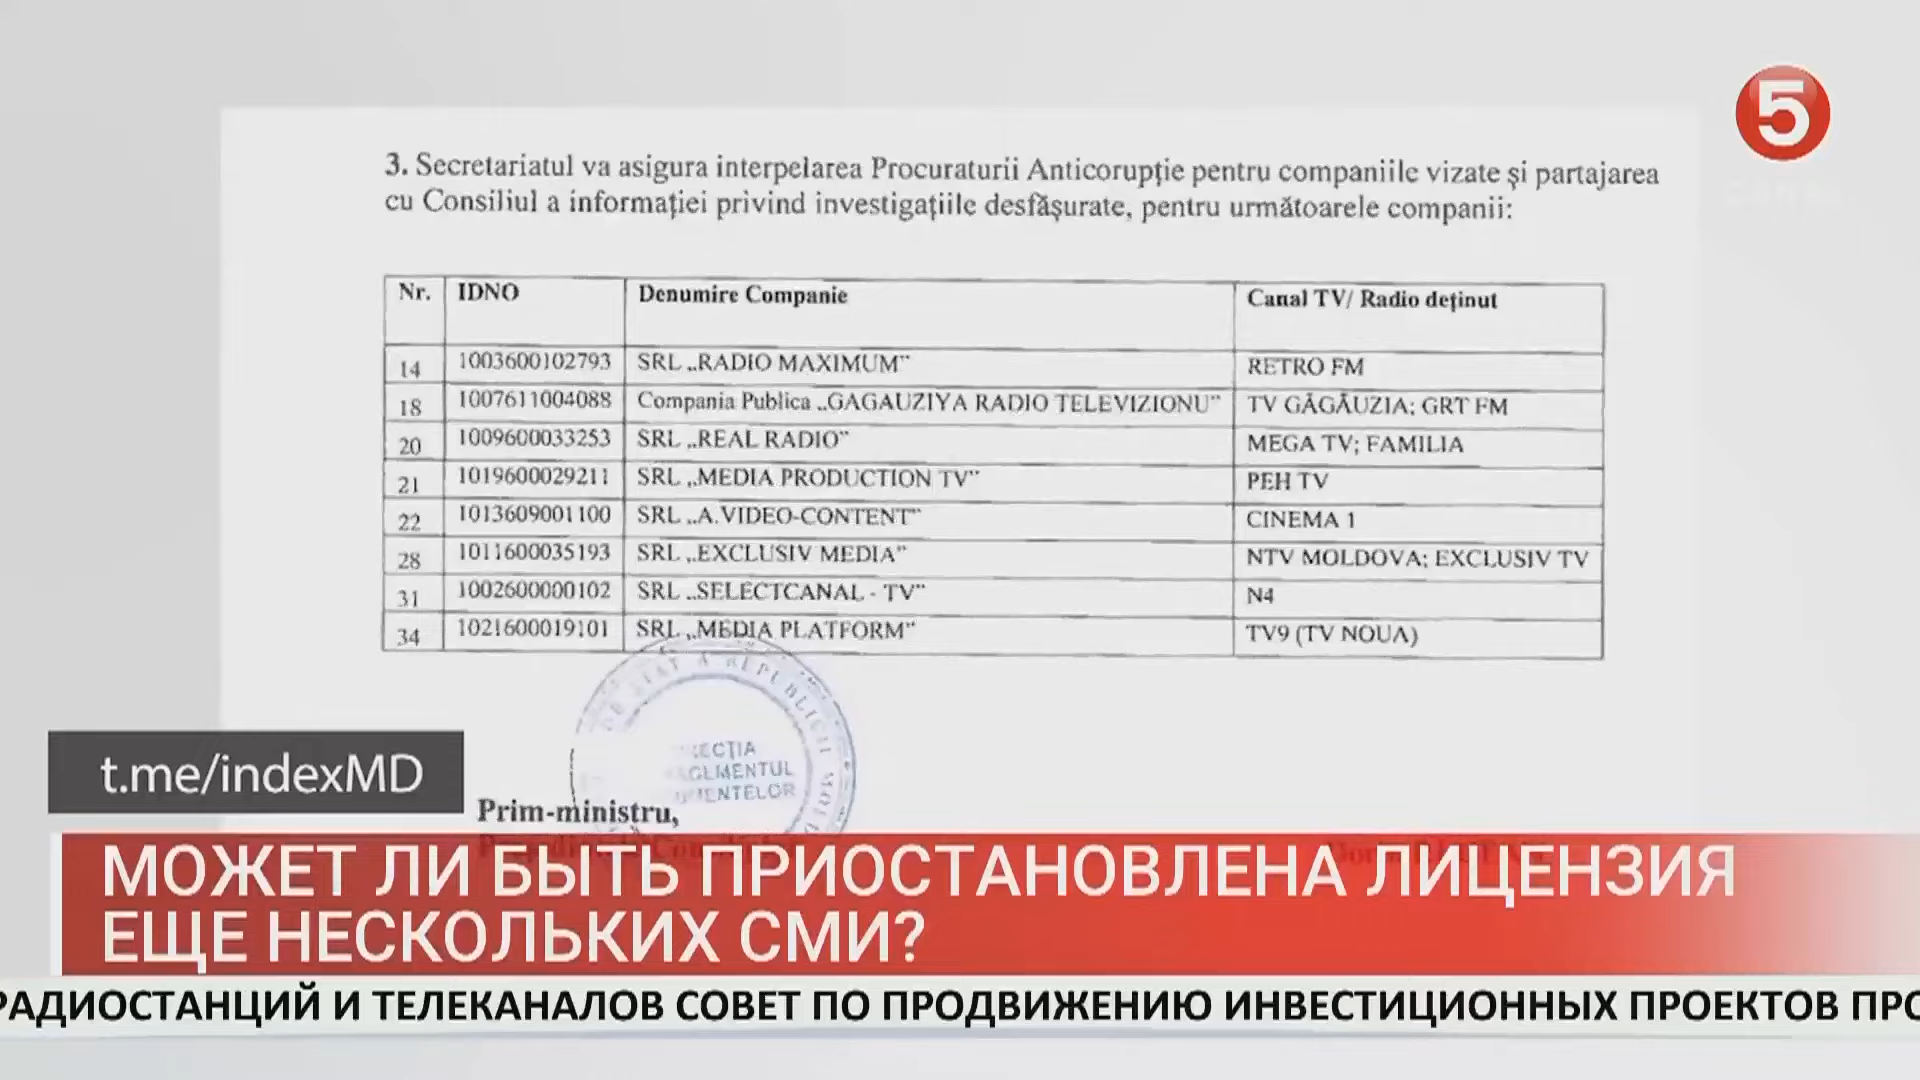 5
3. Secretariatul va asigura interpelarea Procuraturii Anticorupție pentru companiile vizate și partajarea
cu Consiliul a informației privind investigațiile desfășurate, pentru următoarele companii:
Nr. IDNO Denumire Companie Canal TV/ Radio deținut
14 1003600102793 SRL „RADIO MAXIMUM” RETRO FM
18 1007611004088 Compania Publica „GAGAUZIYA RADIO TELEVIZIONU” TV GĂGĂUZIA; GRT FM
20 1009600033253 SRL „REAL RADIO” MEGA TV; FAMILIA
21 1019600029211 SRL „MEDIA PRODUCTION TV” PEH TV
22 1013609001100 SRL „A.VIDEO-CONTENT” CINEMA 1
28 1011600035193 SRL „EXCLUSIV MEDIA” NTV MOLDOVA; EXCLUSIV TV
31 1002600000102 SRL „SELECTCANAL - TV” N4
34 1021600019101 SRL „MEDIA PLATFORM” TV9 (TV NOUA)
A REPUBLICII
t.me/indexMD
Prim-ministru,
МОЖЕТ ЛИ БЫТЬ ПРИОСТАНОВЛЕНА ЛИЦЕНЗИЯ
ЕЩЕ НЕСКОЛЬКИХ СМИ?
РАДИОСТАНЦИЙ И ТЕЛЕКАНАЛОВ СОВЕТ ПО ПРОДВИЖЕНИЮ ИНВЕСТИЦИОННЫХ ПРОЕКТОВ ПРО